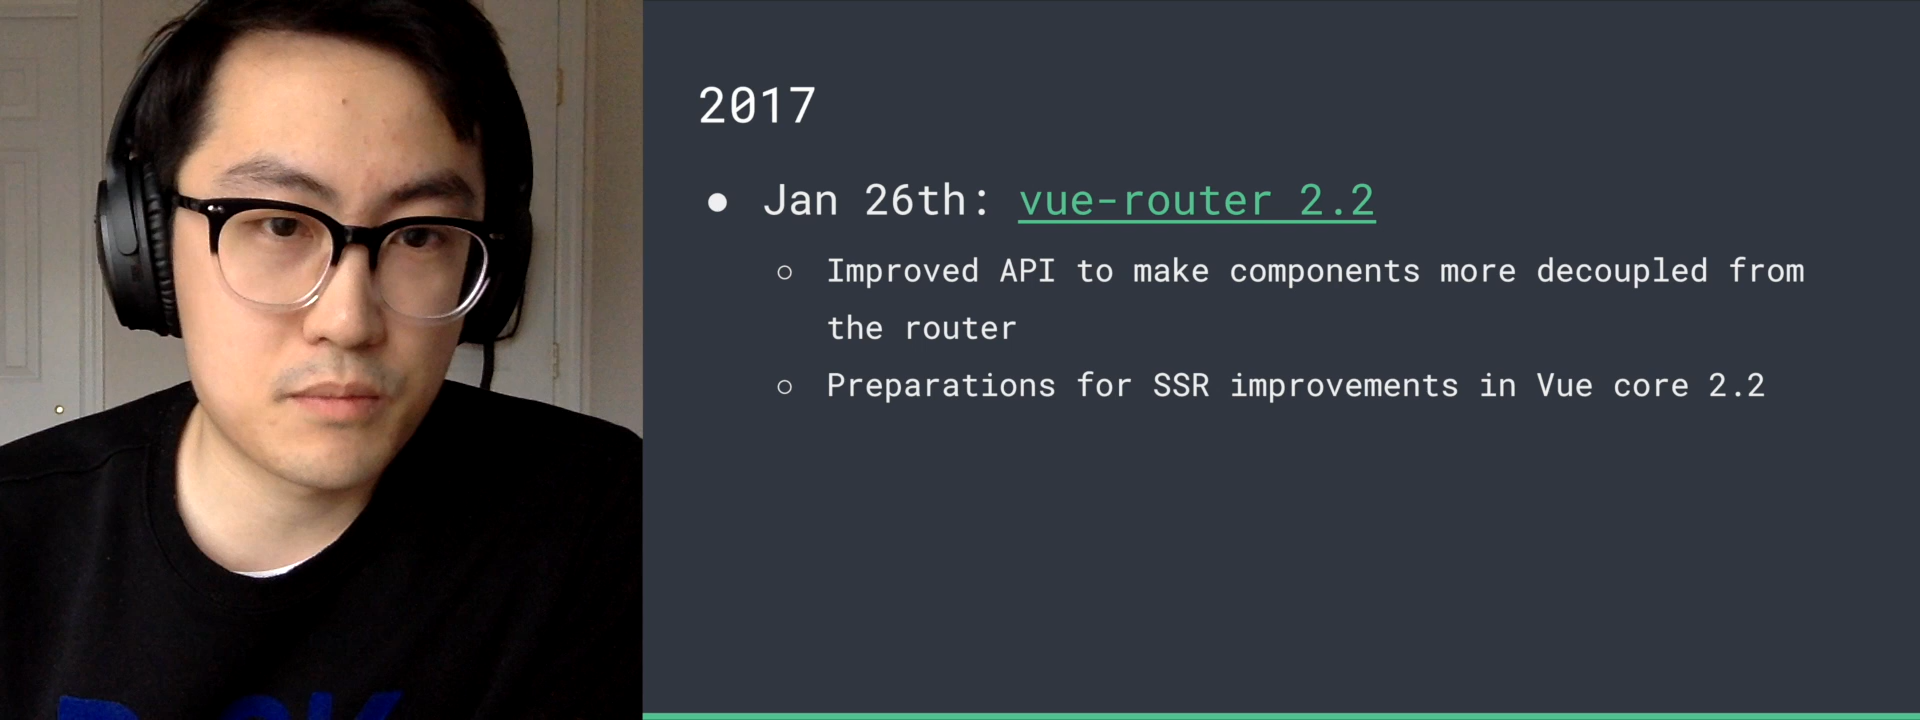 2017
● Jan 26th: vue-router 2.2
○ Improved API to make components more decoupled from
the router
○ Preparations for SSR improvements in Vue core 2.2